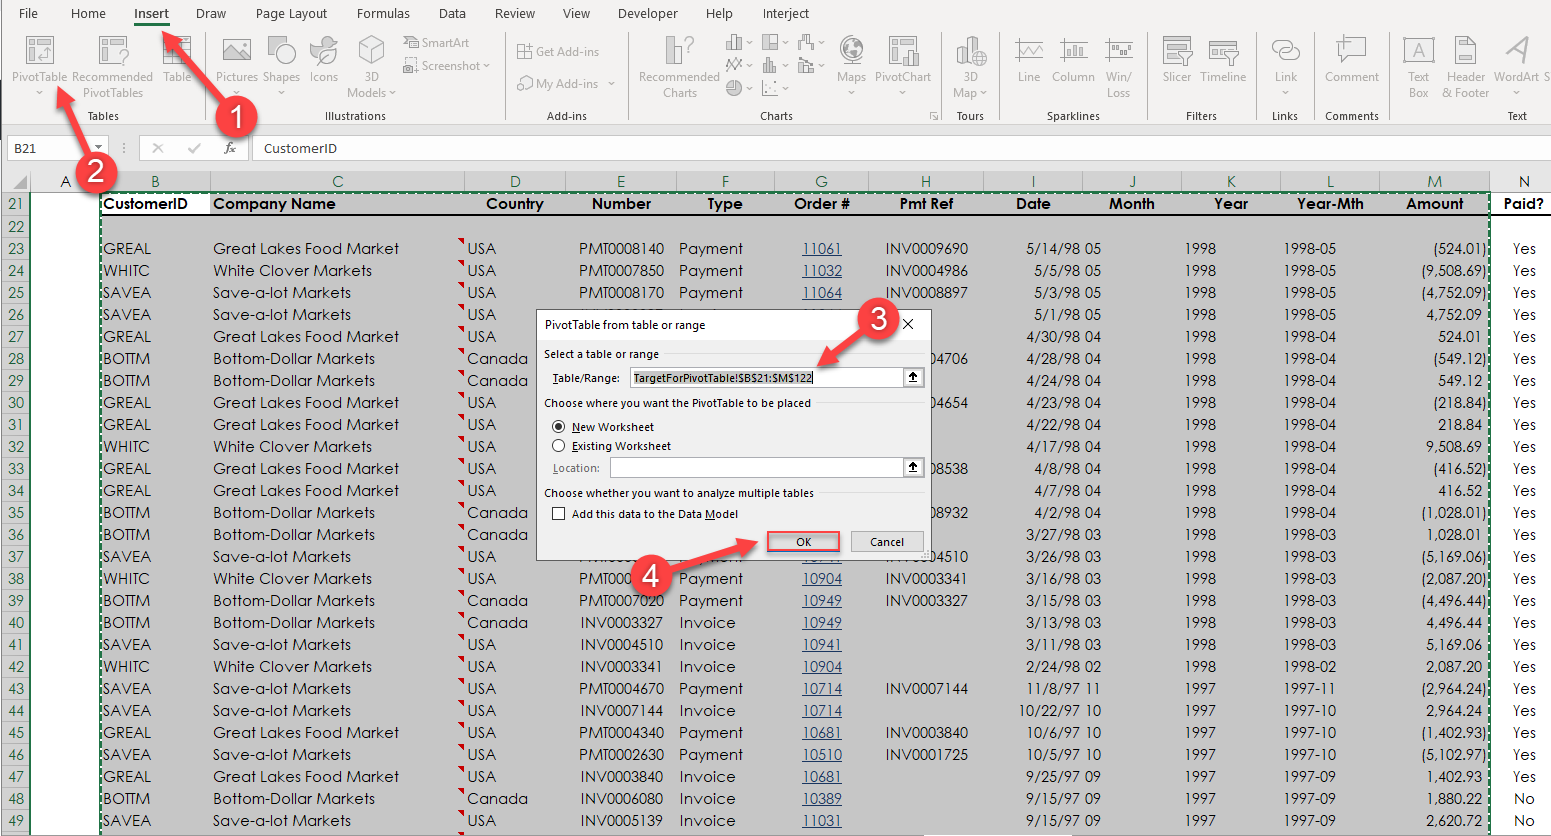 File Home Insert Draw Page Layout Formulas Data Review View Developer Help Interject
PivotTable Recommended PivotTables Table
Pictures Shapes Icons 3D Models SmartArt Screenshot
Get Add-ins My Add-ins
Recommended Charts Maps PivotChart
3D Map Line Column Win/ Loss
Slicer Timeline Link Comment Text Box Header & Footer WordArt S
Tables Illustrations Add-ins Charts Tours Sparklines Filters Links Comments Text
1
2
B21 fx CustomerID
A B C D E F G H I J K L M N
21 CustomerID Company Name Country Number Type Order # Pmt Ref Date Month Year Year-Mth Amount Paid?
22
23 GREAL Great Lakes Food Market USA PMT0008140 Payment 11061 INV0009690 5/14/98 05 1998 1998-05 (524.01) Yes
24 WHITC White Clover Markets USA PMT0007850 Payment 11032 INV0004986 5/5/98 05 1998 1998-05 (9,508.69) Yes
25 SAVEA Save-a-lot Markets USA PMT0008170 Payment 11064 INV0008897 5/3/98 05 1998 1998-05 (4,752.09) Yes
26 SAVEA Save-a-lot Markets USA 5/1/98 05 1998 1998-05 4,752.09 Yes
27 GREAL Great Lakes Food Market USA 4/30/98 04 1998 1998-04 524.01 Yes
28 BOTTM Bottom-Dollar Markets Canada 4706 4/28/98 04 1998 1998-04 (549.12) Yes
29 BOTTM Bottom-Dollar Markets Canada 4/24/98 04 1998 1998-04 549.12 Yes
30 GREAL Great Lakes Food Market USA 4654 4/23/98 04 1998 1998-04 (218.84) Yes
31 GREAL Great Lakes Food Market USA 4/22/98 04 1998 1998-04 218.84 Yes
32 WHITC White Clover Markets USA 4/17/98 04 1998 1998-04 9,508.69 Yes
33 GREAL Great Lakes Food Market USA 8538 4/8/98 04 1998 1998-04 (416.52) Yes
34 GREAL Great Lakes Food Market USA 4/7/98 04 1998 1998-04 416.52 Yes
35 BOTTM Bottom-Dollar Markets Canada 8932 4/2/98 04 1998 1998-04 (1,028.01) Yes
36 BOTTM Bottom-Dollar Markets Canada 3/27/98 03 1998 1998-03 1,028.01 Yes
37 SAVEA Save-a-lot Markets USA 4510 3/26/98 03 1998 1998-03 (5,169.06) Yes
38 WHITC White Clover Markets USA PMT00 Payment 10904 INV0003341 3/16/98 03 1998 1998-03 (2,087.20) Yes
39 BOTTM Bottom-Dollar Markets Canada PMT0007020 Payment 10949 INV0003327 3/15/98 03 1998 1998-03 (4,496.44) Yes
40 BOTTM Bottom-Dollar Markets Canada INV0003327 Invoice 10949 3/13/98 03 1998 1998-03 4,496.44 Yes
41 SAVEA Save-a-lot Markets USA INV0004510 Invoice 10941 3/11/98 03 1998 1998-03 5,169.06 Yes
42 WHITC White Clover Markets USA INV0003341 Invoice 10904 2/24/98 02 1998 1998-02 2,087.20 Yes
43 SAVEA Save-a-lot Markets USA PMT0004670 Payment 10714 INV0007144 11/8/97 11 1997 1997-11 (2,964.24) Yes
44 SAVEA Save-a-lot Markets USA INV0007144 Invoice 10714 10/22/97 10 1997 1997-10 2,964.24 Yes
45 GREAL Great Lakes Food Market USA PMT0004340 Payment 10681 INV0003840 10/6/97 10 1997 1997-10 (1,402.93) Yes
46 SAVEA Save-a-lot Markets USA PMT0002630 Payment 10510 INV0001725 10/5/97 10 1997 1997-10 (5,102.97) Yes
47 GREAL Great Lakes Food Market USA INV0003840 Invoice 10681 9/25/97 09 1997 1997-09 1,402.93 Yes
48 BOTTM Bottom-Dollar Markets Canada INV0006080 Invoice 10389 9/15/97 09 1997 1997-09 1,880.22 No
49 SAVEA Save-a-lot Markets USA INV0005139 Invoice 11031 9/15/97 09 1997 1997-09 2,620.72 No
PivotTable from table or range
3
Select a table or range
Table/Range: TargetForPivotTable!$B$21:$M$122
Choose where you want the PivotTable to be placed
New Worksheet
Existing Worksheet
Location:
Choose whether you want to analyze multiple tables
Add this data to the Data Model
OK Cancel
4